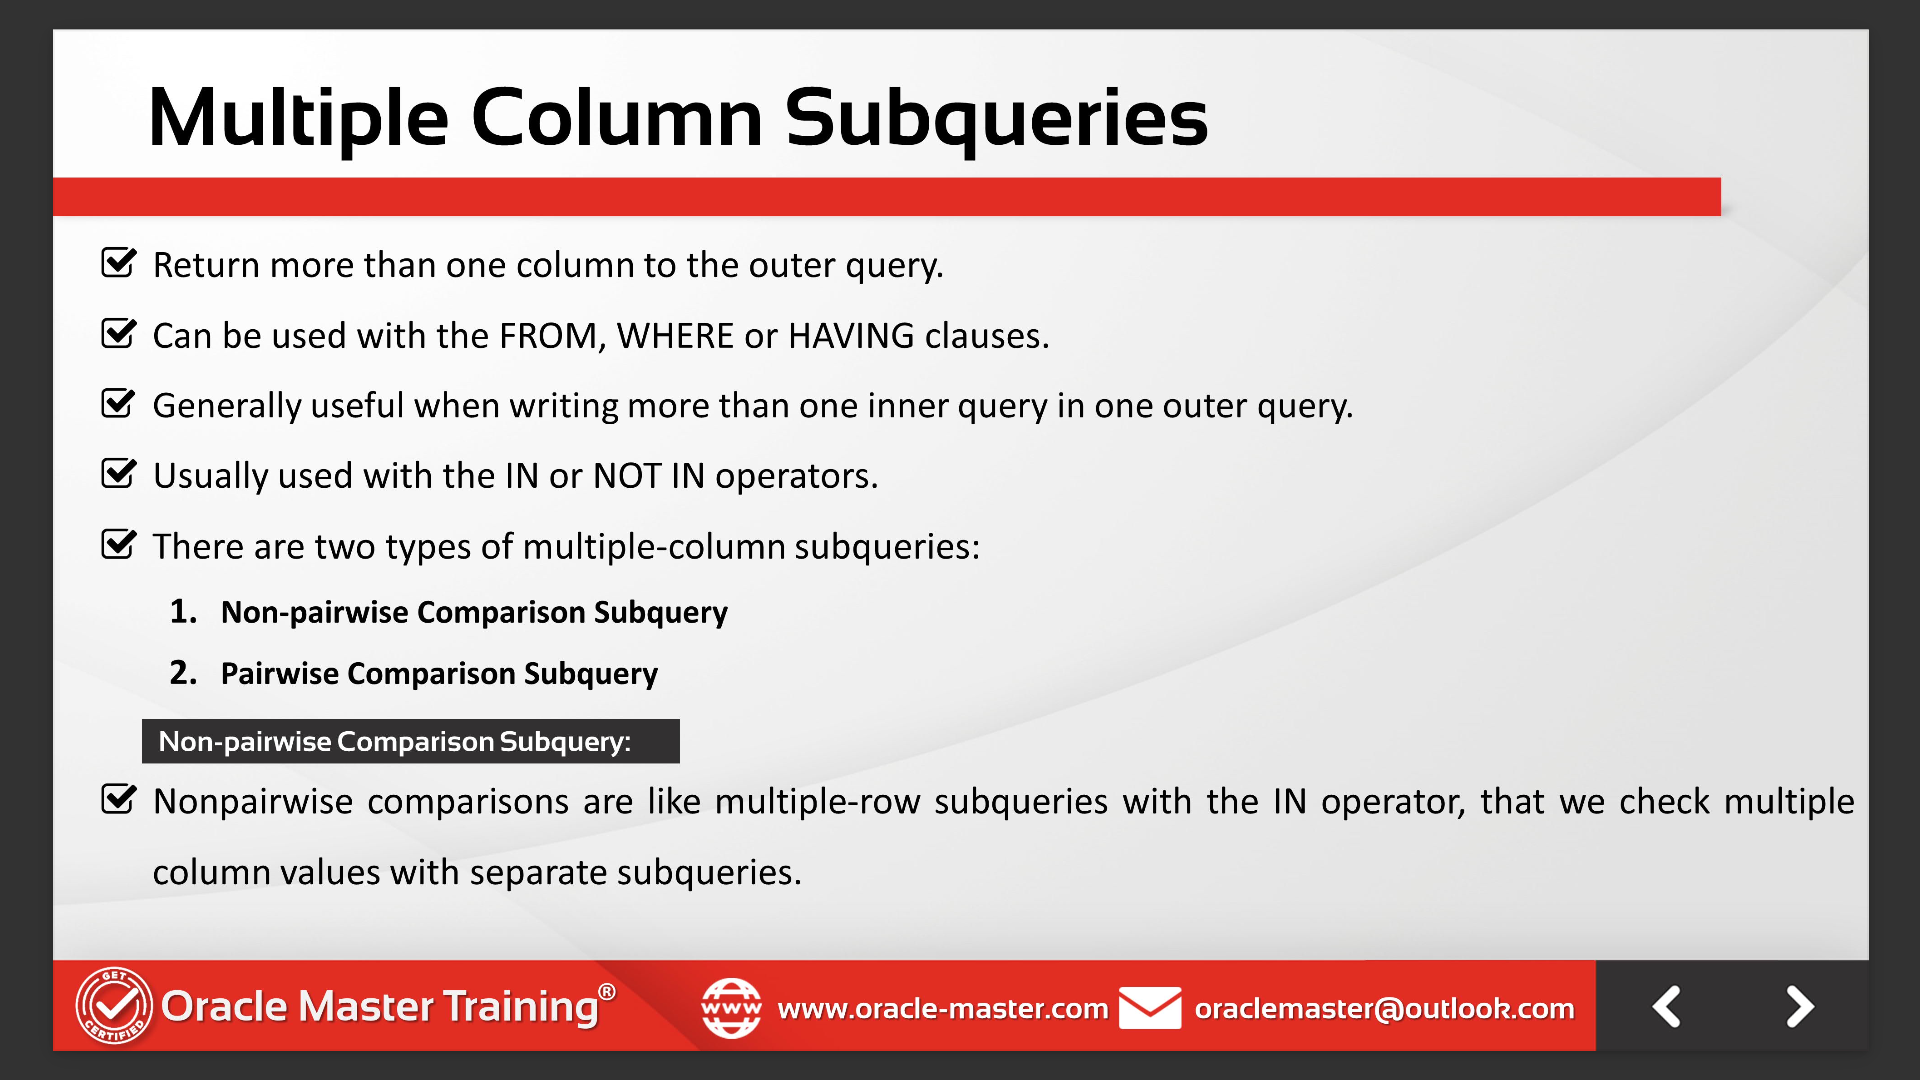 Multiple Column Subqueries
Return more than one column to the outer query.
Can be used with the FROM, WHERE or HAVING clauses.
Generally useful when writing more than one inner query in one outer query.
Usually used with the IN or NOT IN operators.
There are two types of multiple-column subqueries:
1. Non-pairwise Comparison Subquery
2. Pairwise Comparison Subquery
Non-pairwise Comparison Subquery:
Nonpairwise comparisons are like multiple-row subqueries with the IN operator, that we check multiple
column values with separate subqueries.
GET CERTIFIED
Oracle Master Training®
www
www.oracle-master.com
oraclemaster@outlook.com